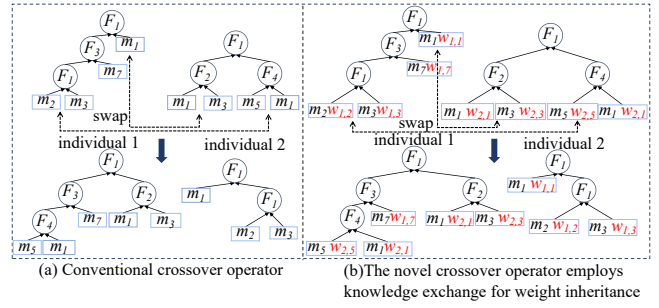 F1
F3 m1
F1 m7
m2 m3
F1
F2 F4
m1 m3 m5 m1
swap
individual 1 individual 2
F1
F3 F2
F4 m7 m1 m3
m5 m1
F1
m1 F1
m2 m3
(a) Conventional crossover operator
F1
F3 m1 w1,1
F1 m7 w1,7
m2 w1,2 m3 w1,3
F1
F2 F4
m1 w2,1 m3 w2,3 m5 w2,5 m1 w2,1
swap
individual 1 individual 2
F1
F3 F2
F4 m7 w1,7 m1 w2,1 m3 w2,3
m5 w2,5 m1 w2,1
F1
m1 w1,1 F1
m2 w1,2 m3 w1,3
(b)The novel crossover operator employs
knowledge exchange for weight inheritance